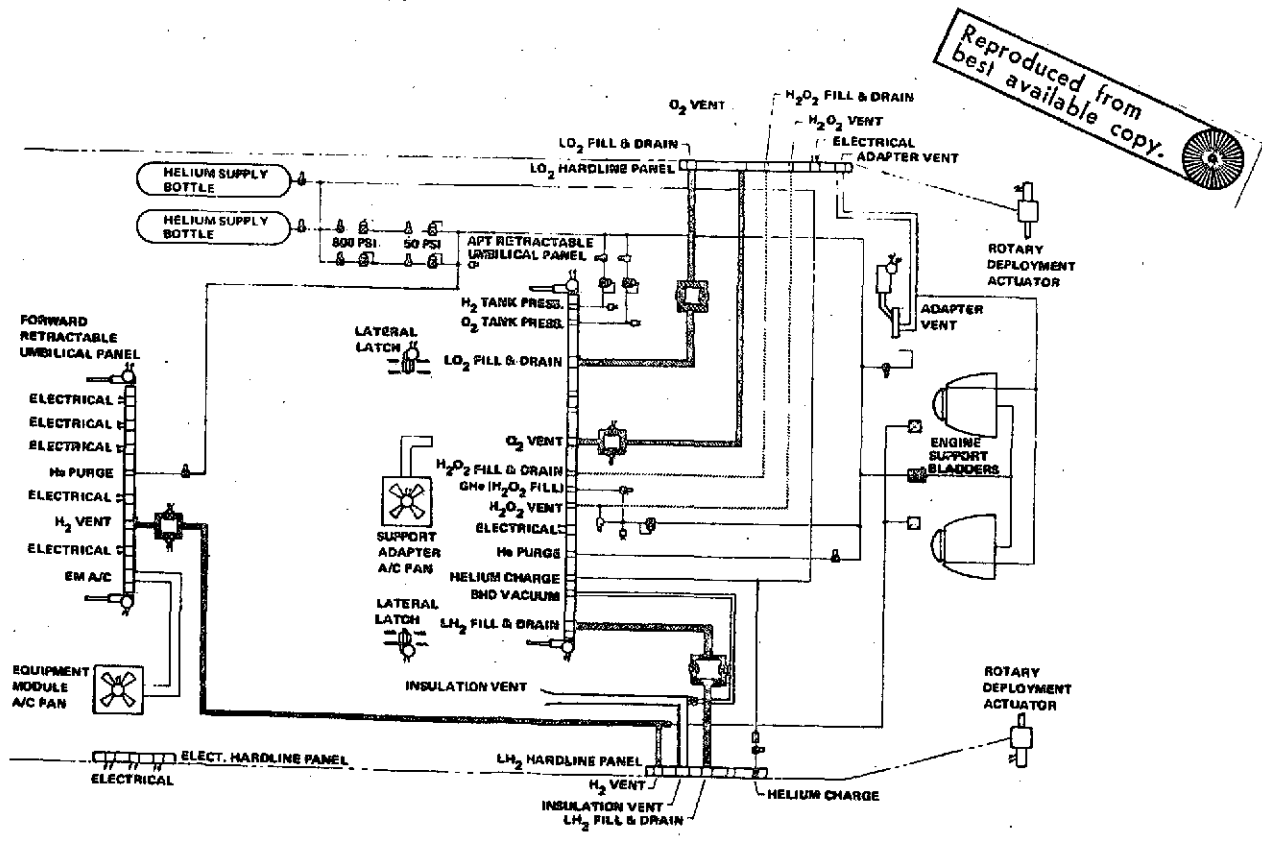 Reproduced from
best available copy.
O2 VENT
H2O2 FILL & DRAIN
H2O2 VENT
ELECTRICAL
ADAPTER VENT
LO2 FILL & DRAIN
LO2 HARDLINE PANEL
HELIUM SUPPLY
BOTTLE
HELIUM SUPPLY
BOTTLE
800 PSI
50 PSI
APT RETRACTABLE
UMBILICAL PANEL
ROTARY
DEPLOYMENT
ACTUATOR
H2 TANK PRESS.
O2 TANK PRESS.
ADAPTER
VENT
FORWARD
RETRACTABLE
UMBILICAL PANEL
LATERAL
LATCH
LO2 FILL & DRAIN
ELECTRICAL
ELECTRICAL
ELECTRICAL
He PURGE
ELECTRICAL
H2 VENT
ELECTRICAL
EM A/C
O2 VENT
H2O2 FILL & DRAIN
GHe (H2O2 FILL)
H2O2 VENT
ELECTRICAL
He PURGE
HELIUM CHARGE
BHD VACUUM
LH2 FILL & DRAIN
ENGINE
SUPPORT
BLADDERS
SUPPORT
ADAPTER
A/C FAN
LATERAL
LATCH
EQUIPMENT
MODULE
A/C FAN
INSULATION VENT
ROTARY
DEPLOYMENT
ACTUATOR
ELECT. HARDLINE PANEL
ELECTRICAL
LH2 HARDLINE PANEL
H2 VENT
INSULATION VENT
LH2 FILL & DRAIN
HELIUM CHARGE